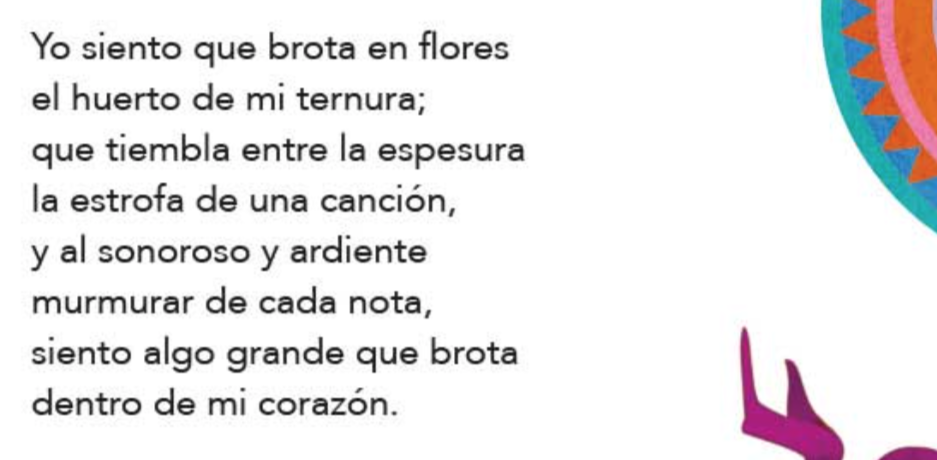 Yo siento que brota en flores
el huerto de mi ternura;
que tiembla entre la espesura
la estrofa de una canción,
y al sonoroso y ardiente
murmurar de cada nota,
siento algo grande que brota
dentro de mi corazón.